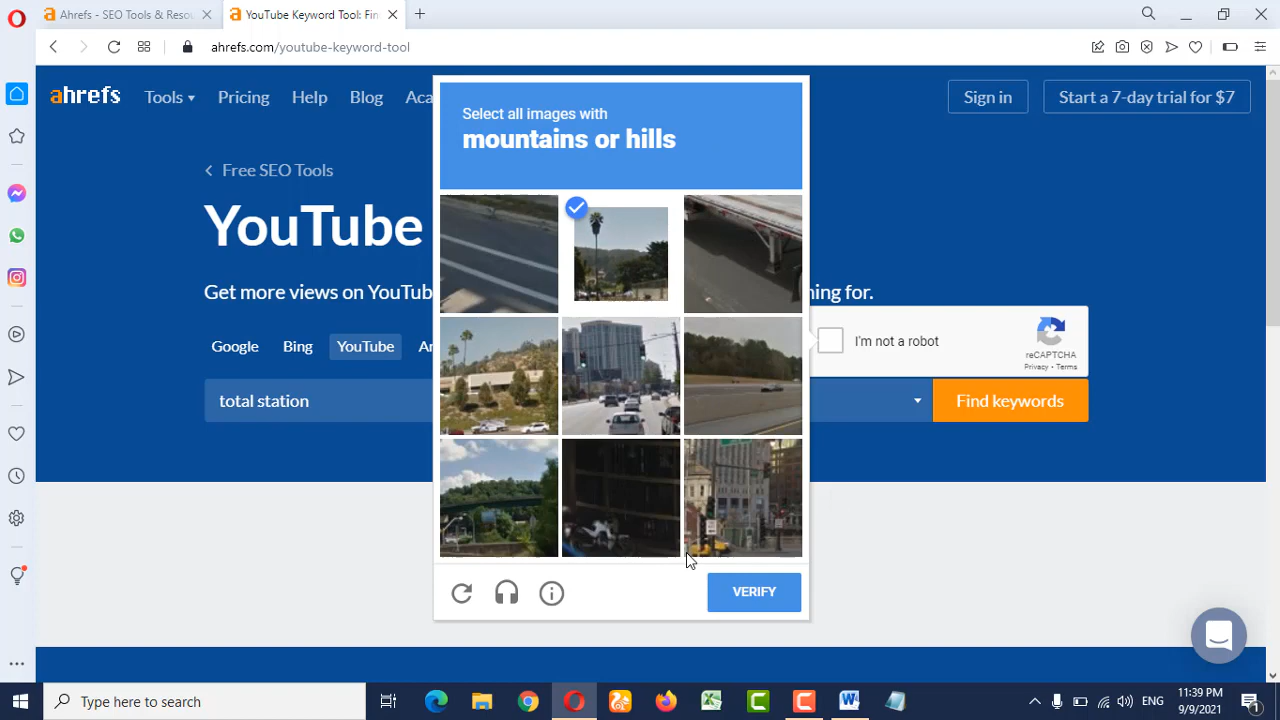 Ahrefs - SEO Tools & Resou
YouTube Keyword Tool: Fin
ahrefs.com/youtube-keyword-tool
ahrefs
Tools
Pricing
Help
Blog
Aca
Sign in
Start a 7-day trial for $7
Free SEO Tools
YouTube
Get more views on YouTub
ning for.
Google
Bing
YouTube
Ar
total station
Find keywords
Select all images with
mountains or hills
VERIFY
I'm not a robot
reCAPTCHA
Privacy - Terms
Type here to search
ENG
11:39 PM
9/9/2021
1